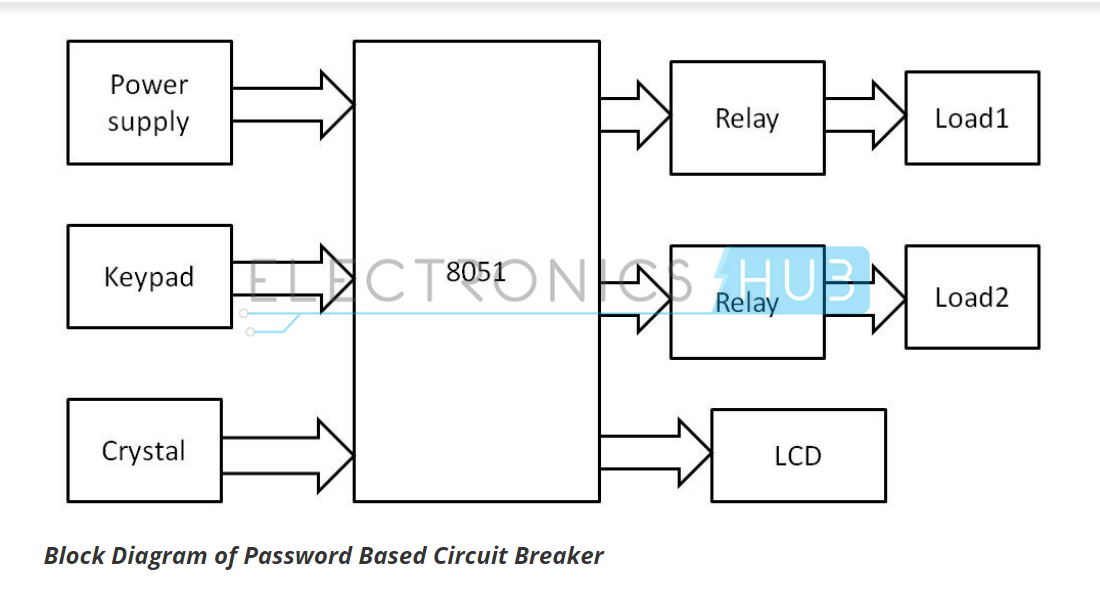 Power
supply
Relay
Load1
Keypad
8051
ELECTRONICS HUB
Relay
Load2
Crystal
LCD
Block Diagram of Password Based Circuit Breaker